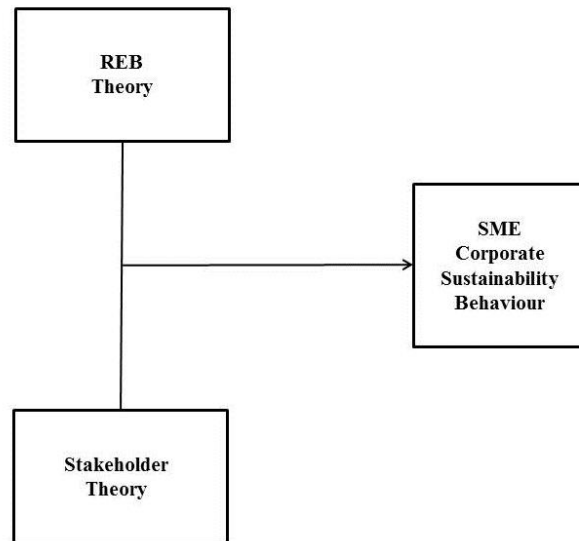 REB
Theory
SME
Corporate
Sustainability
Behaviour
Stakeholder
Theory